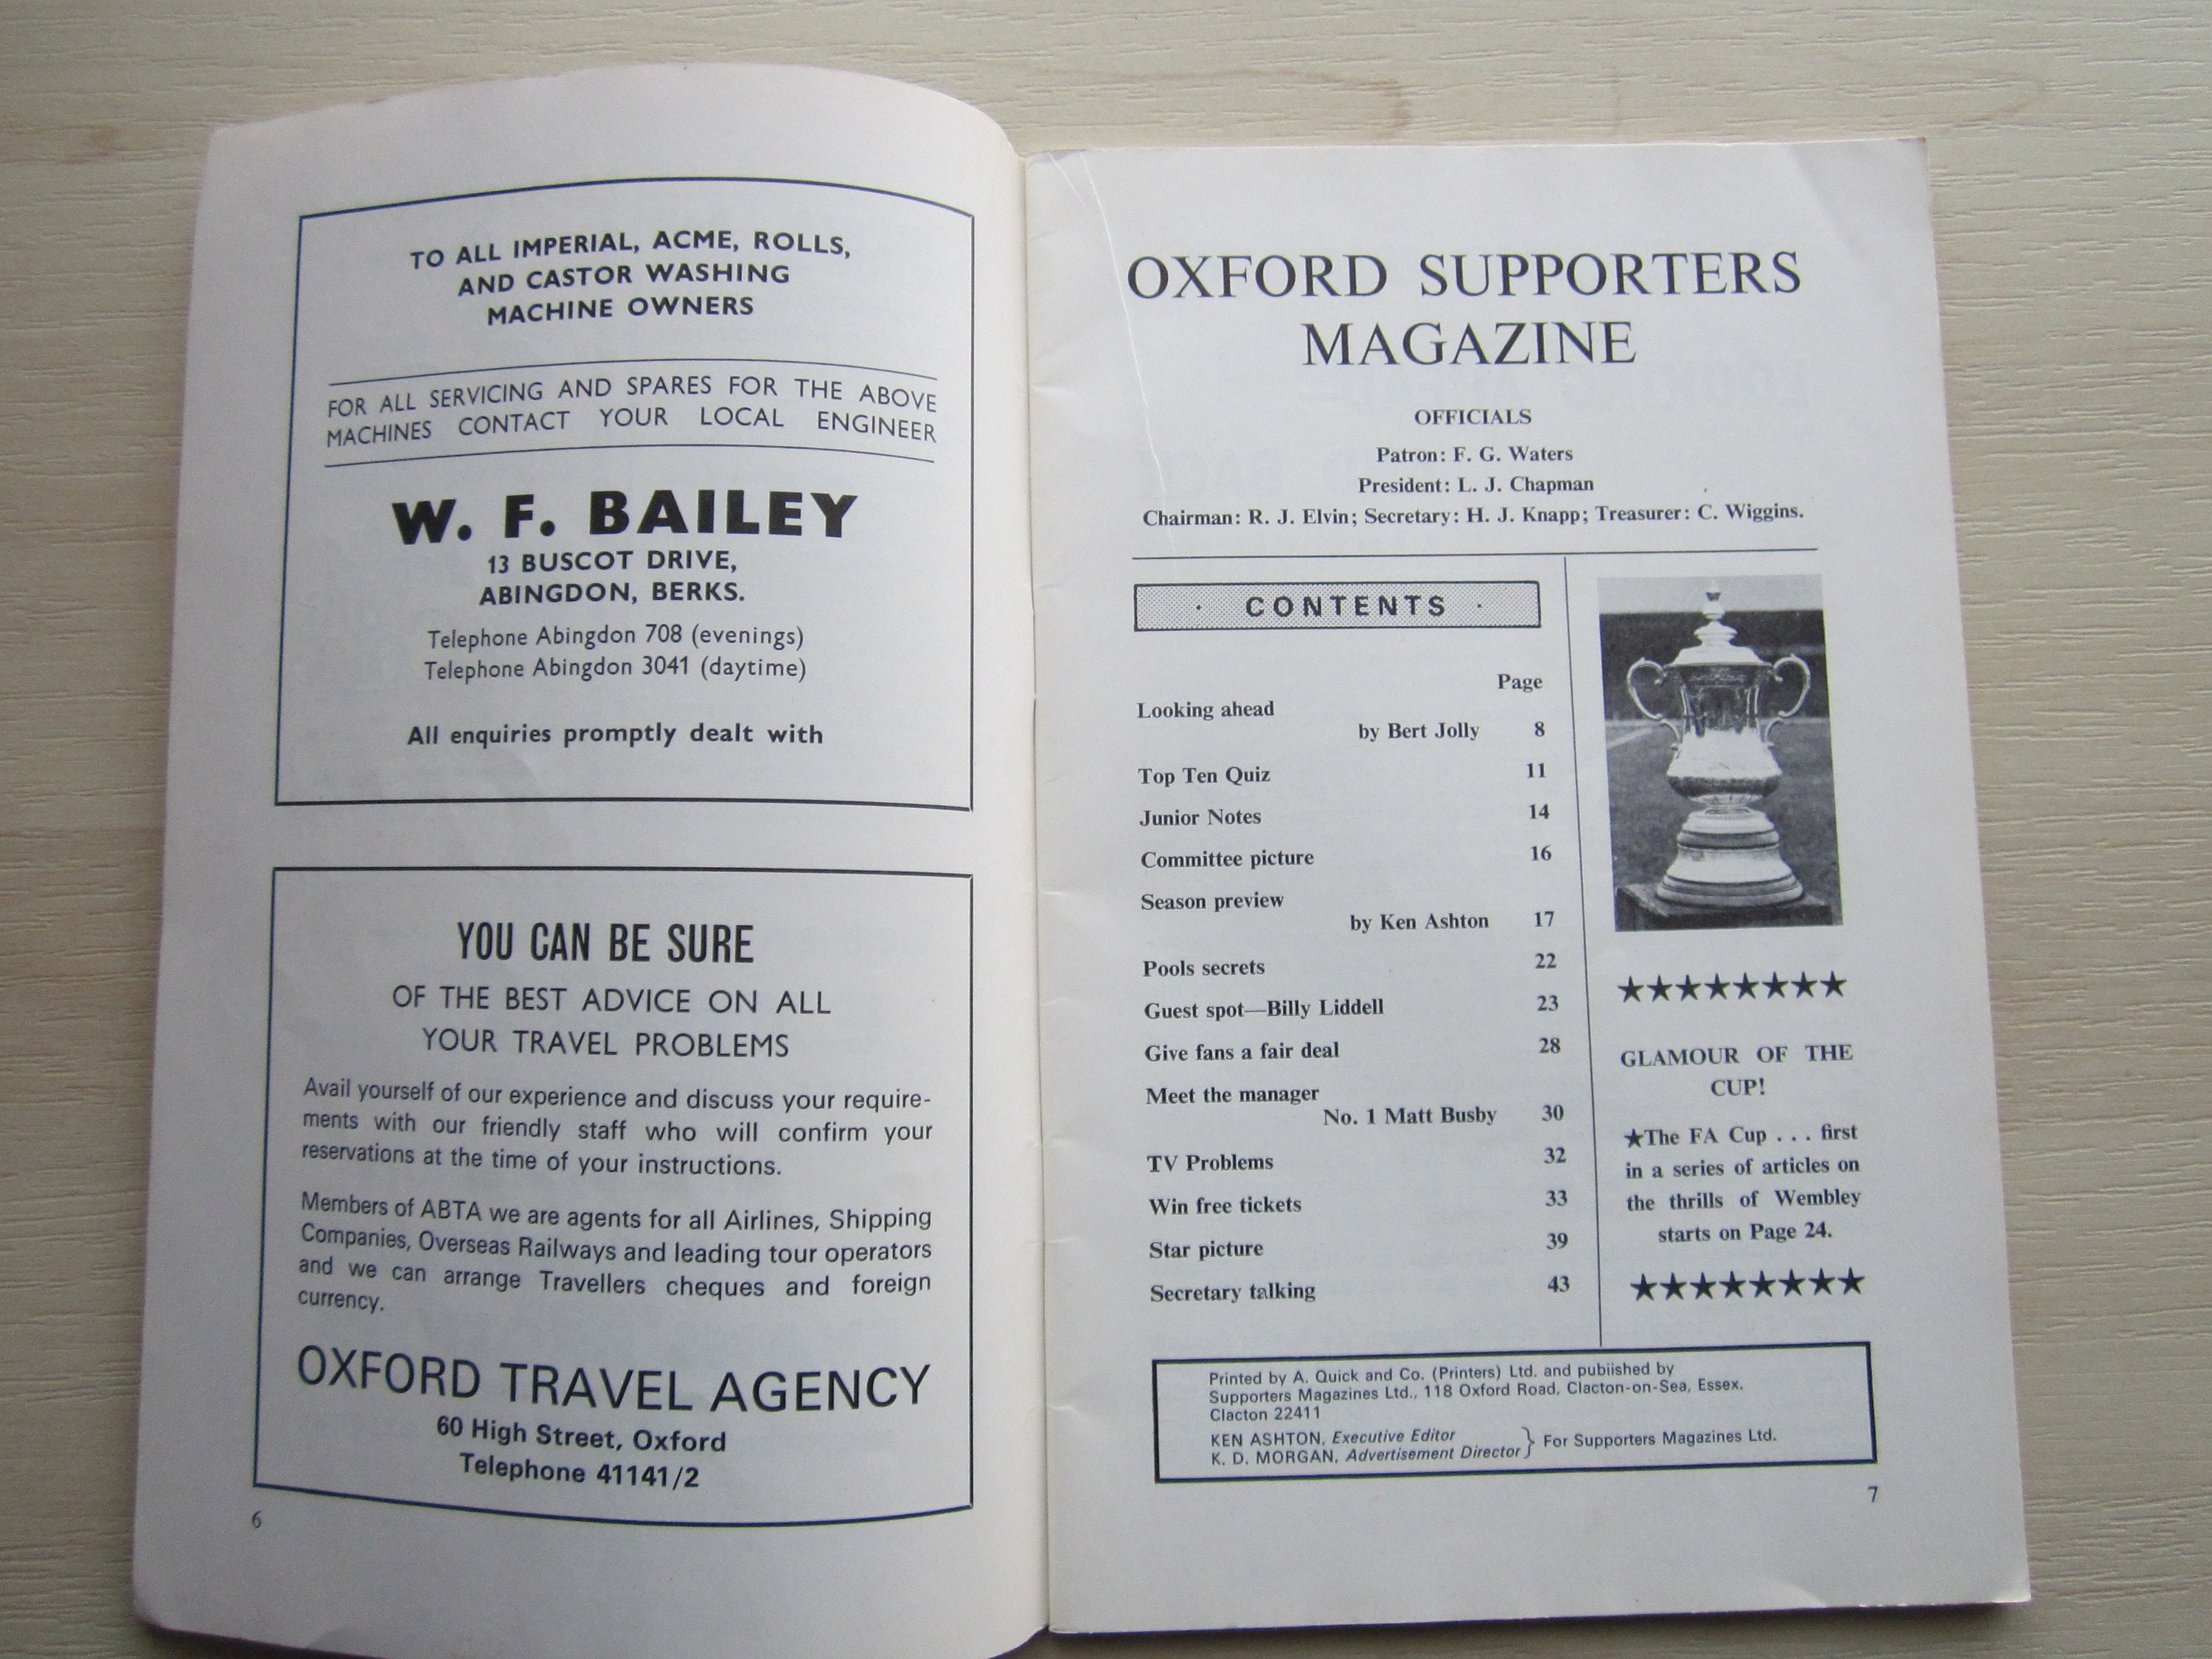 TO ALL IMPERIAL, ACME, ROLLS,
AND CASTOR WASHING
MACHINE OWNERS
FOR ALL SERVICING AND SPARES FOR THE ABOVE
MACHINES CONTACT YOUR LOCAL ENGINEER
W. F. BAILEY
13 BUSCOT DRIVE,
ABINGDON, BERKS.
Telephone Abingdon 708 (evenings)
Telephone Abingdon 3041 (daytime)
All enquiries promptly dealt with
YOU CAN BE SURE
OF THE BEST ADVICE ON ALL
YOUR TRAVEL PROBLEMS
Avail yourself of our experience and discuss your require-
ments with our friendly staff who will confirm your
reservations at the time of your instructions.
Members of ABTA we are agents for all Airlines, Shipping
Companies, Overseas Railways and leading tour operators
and we can arrange Travellers cheques and foreign
currency.
OXFORD TRAVEL AGENCY
60 High Street, Oxford
Telephone 41141/2
6
OXFORD SUPPORTERS
MAGAZINE
OFFICIALS
Patron: F. G. Waters
President: L. J. Chapman
Chairman: R. J. Elvin; Secretary: H. J. Knapp; Treasurer: C. Wiggins.
· CONTENTS ·
Page
Looking ahead
by Bert Jolly 8
Top Ten Quiz 11
Junior Notes 14
Committee picture 16
Season preview
by Ken Ashton 17
Pools secrets 22
Guest spot—Billy Liddell 23
Give fans a fair deal 28
Meet the manager
No. 1 Matt Busby 30
TV Problems 32
Win free tickets 33
Star picture 39
Secretary talking 43
★★★★★★★★
GLAMOUR OF THE
CUP!
★The FA Cup . . . first
in a series of articles on
the thrills of Wembley
starts on Page 24.
★★★★★★★★
Printed by A. Quick and Co. (Printers) Ltd. and pubiished by
Supporters Magazines Ltd., 118 Oxford Road, Clacton-on-Sea, Essex.
Clacton 22411
KEN ASHTON, Executive Editor
K. D. MORGAN, Advertisement Director } For Supporters Magazines Ltd.
7